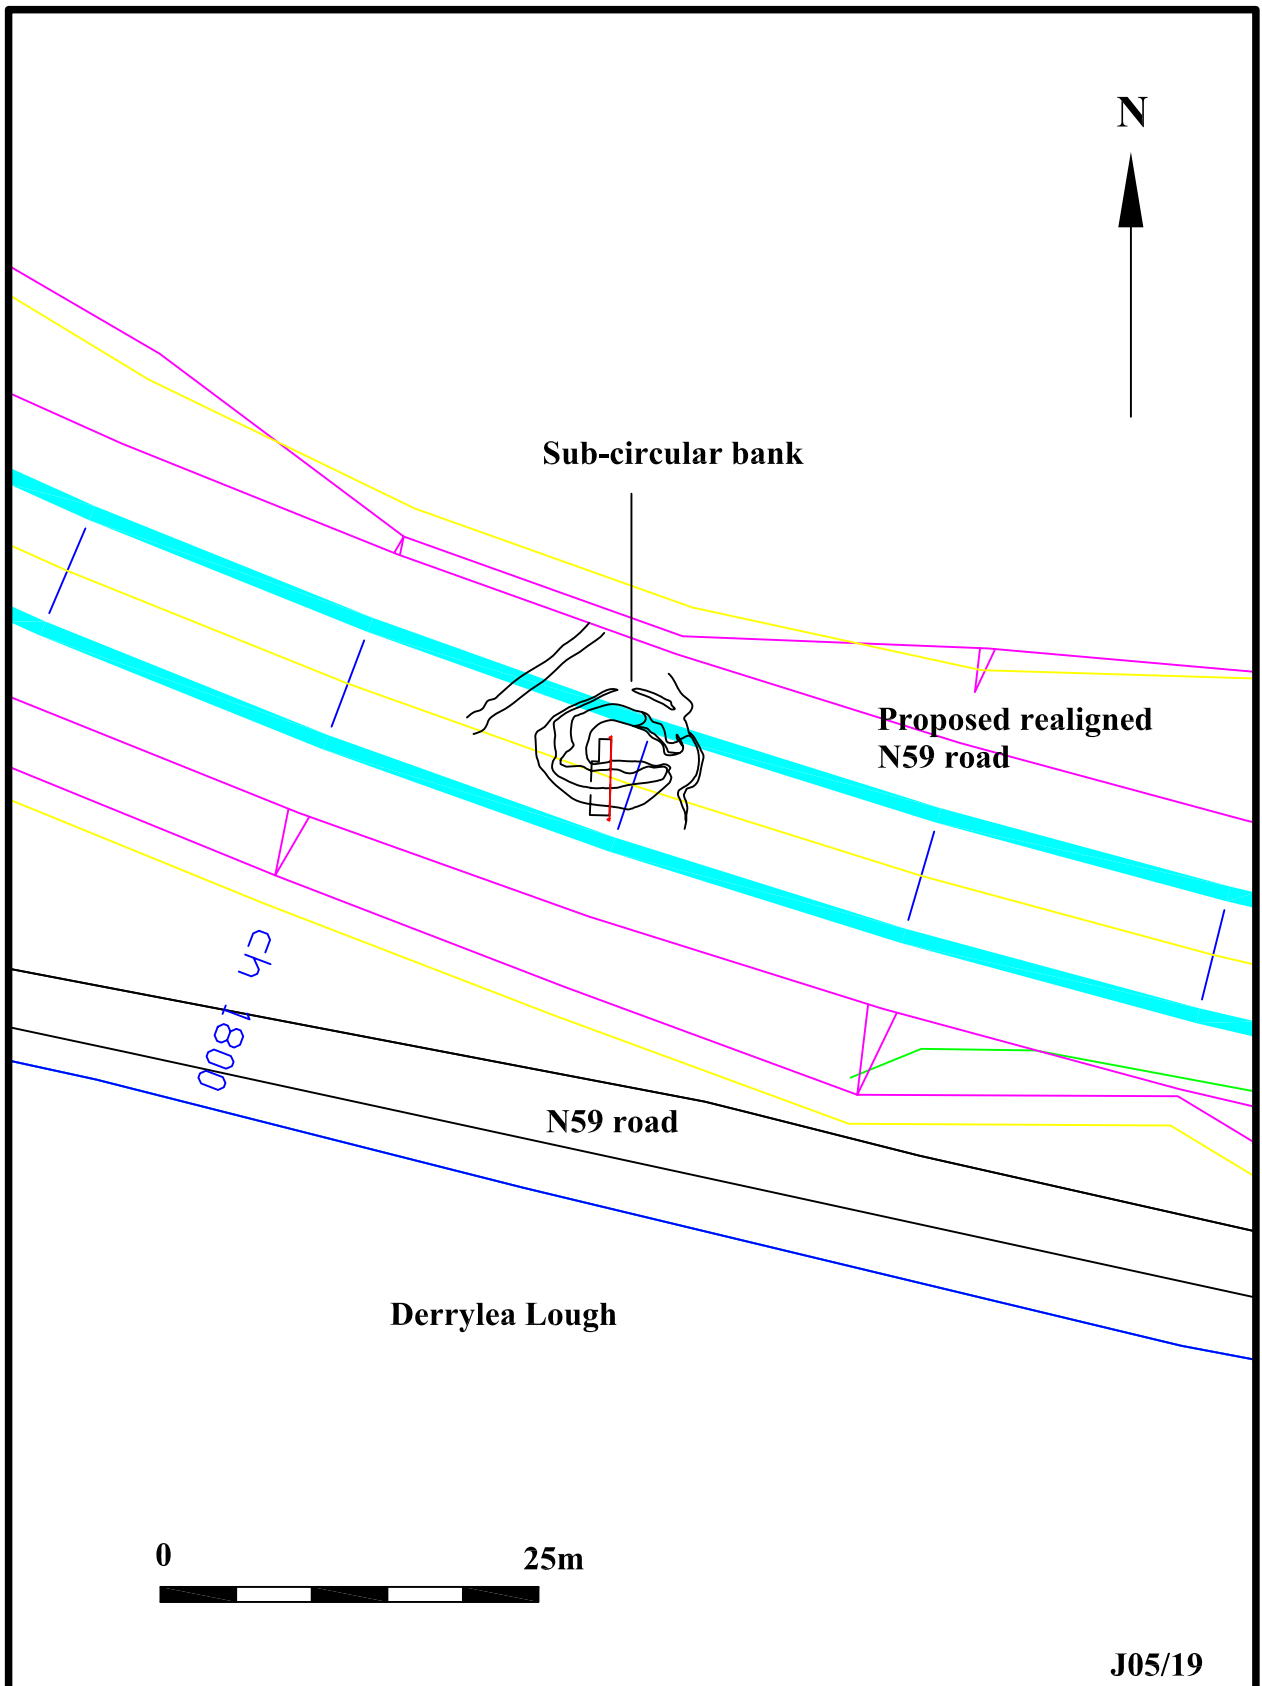 N
Sub-circular bank
Proposed realigned
N59 road
ch 1800
N59 road
Derrylea Lough
0 25m
J05/19